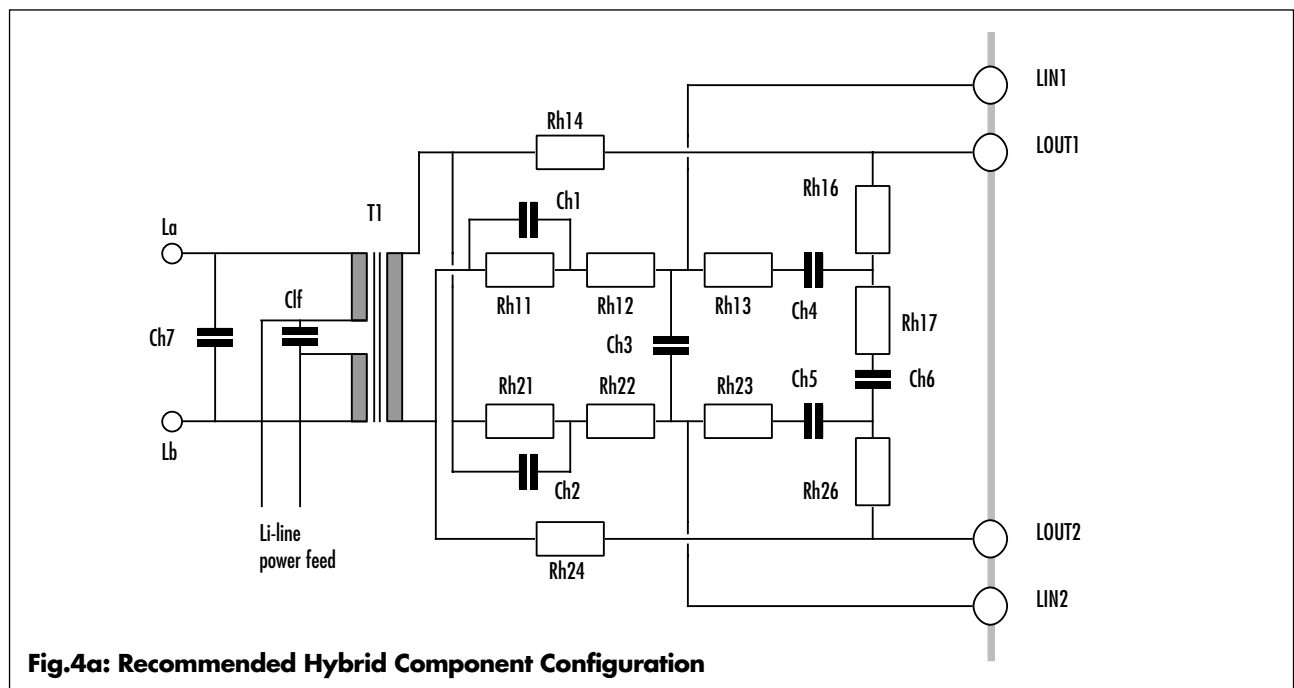 LIN1
Rh14
LOUT1
Rh16
Ch1
T1
La
Clf
Rh11
Rh12
Rh13
Ch4
Rh17
Ch7
Ch3
Rh21
Rh22
Rh23
Ch5
Ch6
Lb
Ch2
Rh26
Li-line
power feed
LOUT2
Rh24
LIN2
Fig.4a: Recommended Hybrid Component Configuration